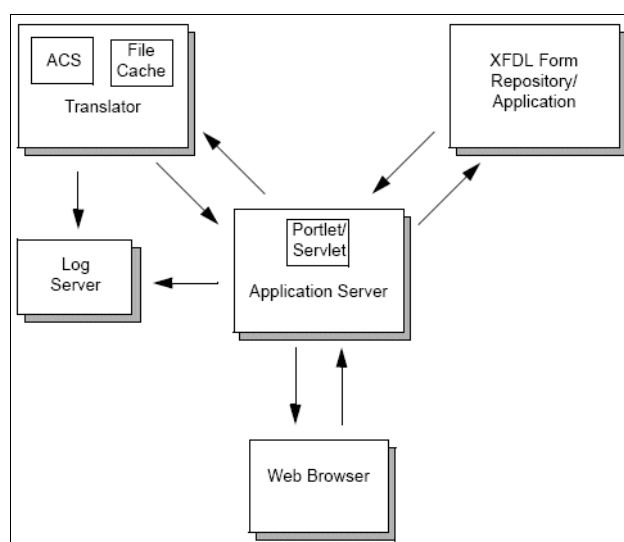 ACS
File
Cache
Translator
XFDL Form
Repository/
Application
Portlet/
Servlet
Application Server
Log
Server
Web Browser